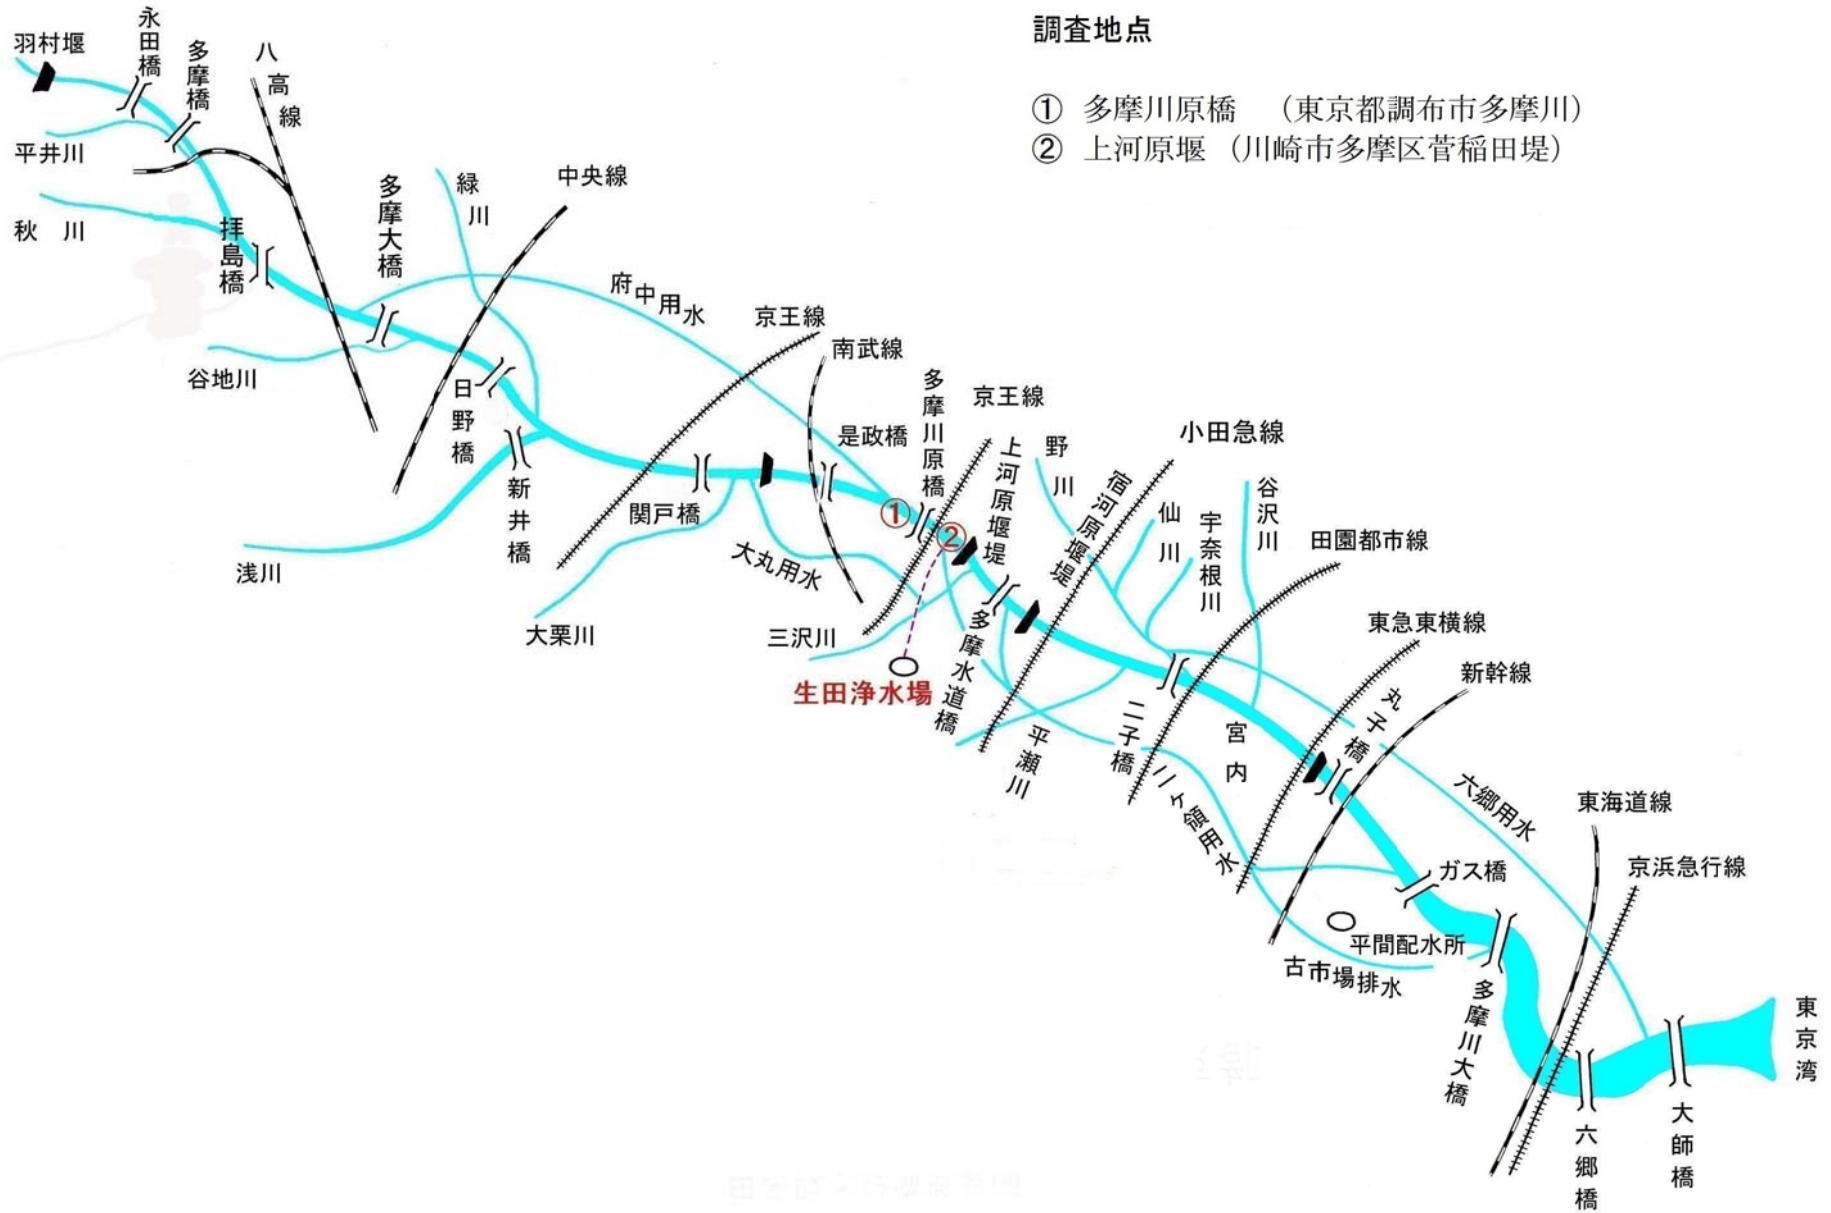 調査地点
① 多摩川原橋 （東京都調布市多摩川）
② 上河原堰 （川崎市多摩区菅稲田堤）
羽村堰
永田橋
多摩橋
八高線
平井川
秋川
拝島橋
多摩大橋
緑川
中央線
谷地川
日野橋
新井橋
浅川
府中用水
京王線
南武線
是政橋
関戸橋
大栗川
大丸用水
三沢川
多摩川原橋
①
②
京王線
上河原堰堤
野川
宿河原堰堤
小田急線
仙川
宇奈根川
谷沢川
田園都市線
東急東横線
新幹線
生田浄水場
多摩水道橋
平瀬川
二子橋
二ヶ領用水
宮内
丸子橋
六郷用水
東海道線
京浜急行線
ガス橋
平間配水所
古市場排水
多摩川大橋
六郷橋
大師橋
東京湾